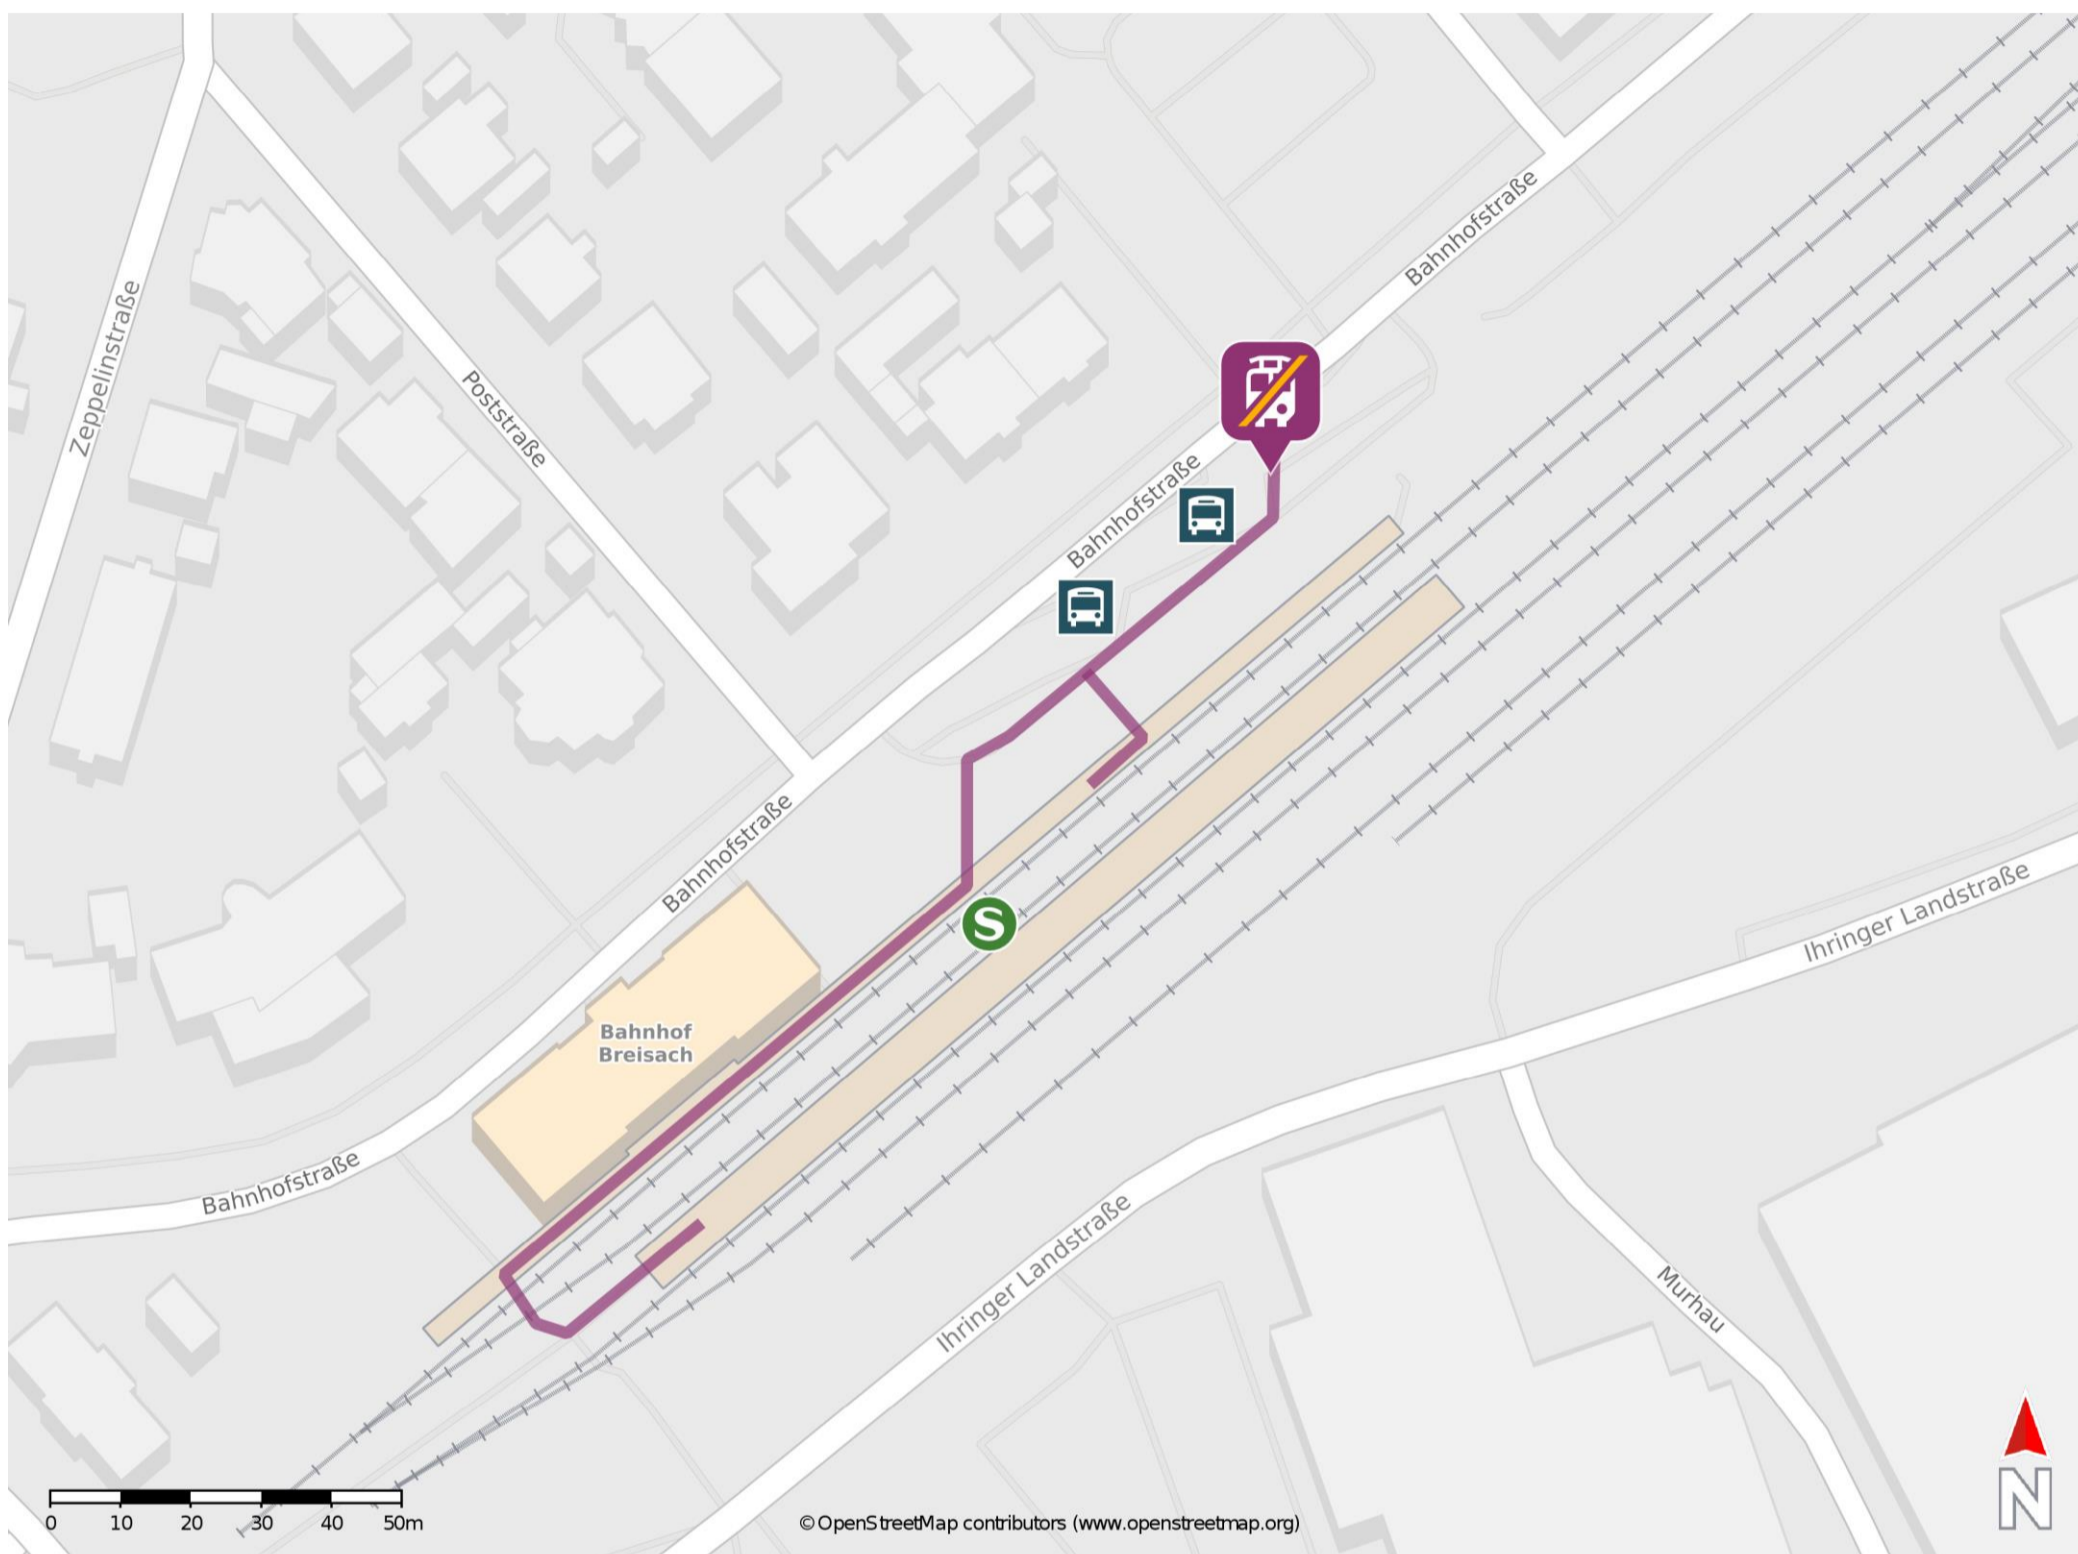 Bahnhofstraße
Zeppelinstraße
Poststraße
Bahnhofstraße
Bahnhofstraße
Ihringer Landstraße
S
Bahnhof
Breisach
Bahnhofstraße
Ihringer Landstraße
Murhau
0 10 20 30 40 50m
© OpenStreetMap contributors (www.openstreetmap.org)
N